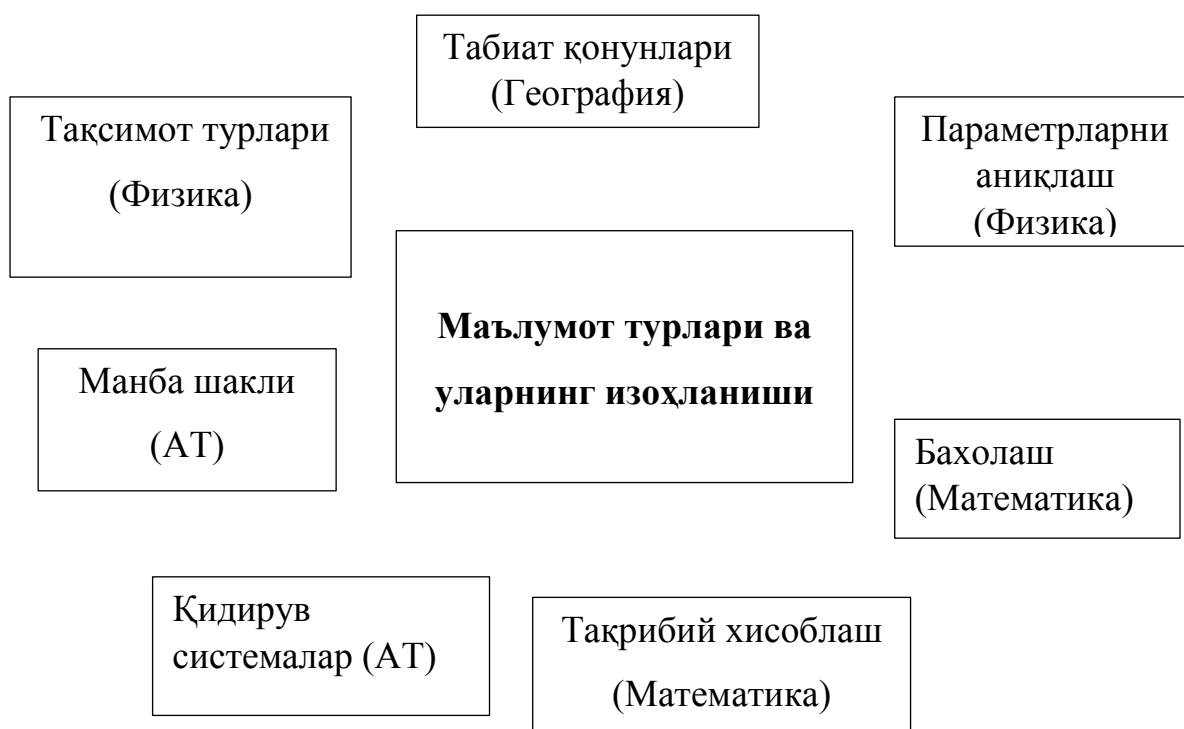 Табиат қонунлари
(География)
Тақсимот турлари
(Физика)
Параметрларни
аниқлаш
(Физика)
Маълумот турлари ва
уларнинг изоҳланиши
Манба шакли
(АТ)
Бахолаш
(Математика)
Қидирув
системалар (АТ)
Тақрибий хисоблаш
(Математика)